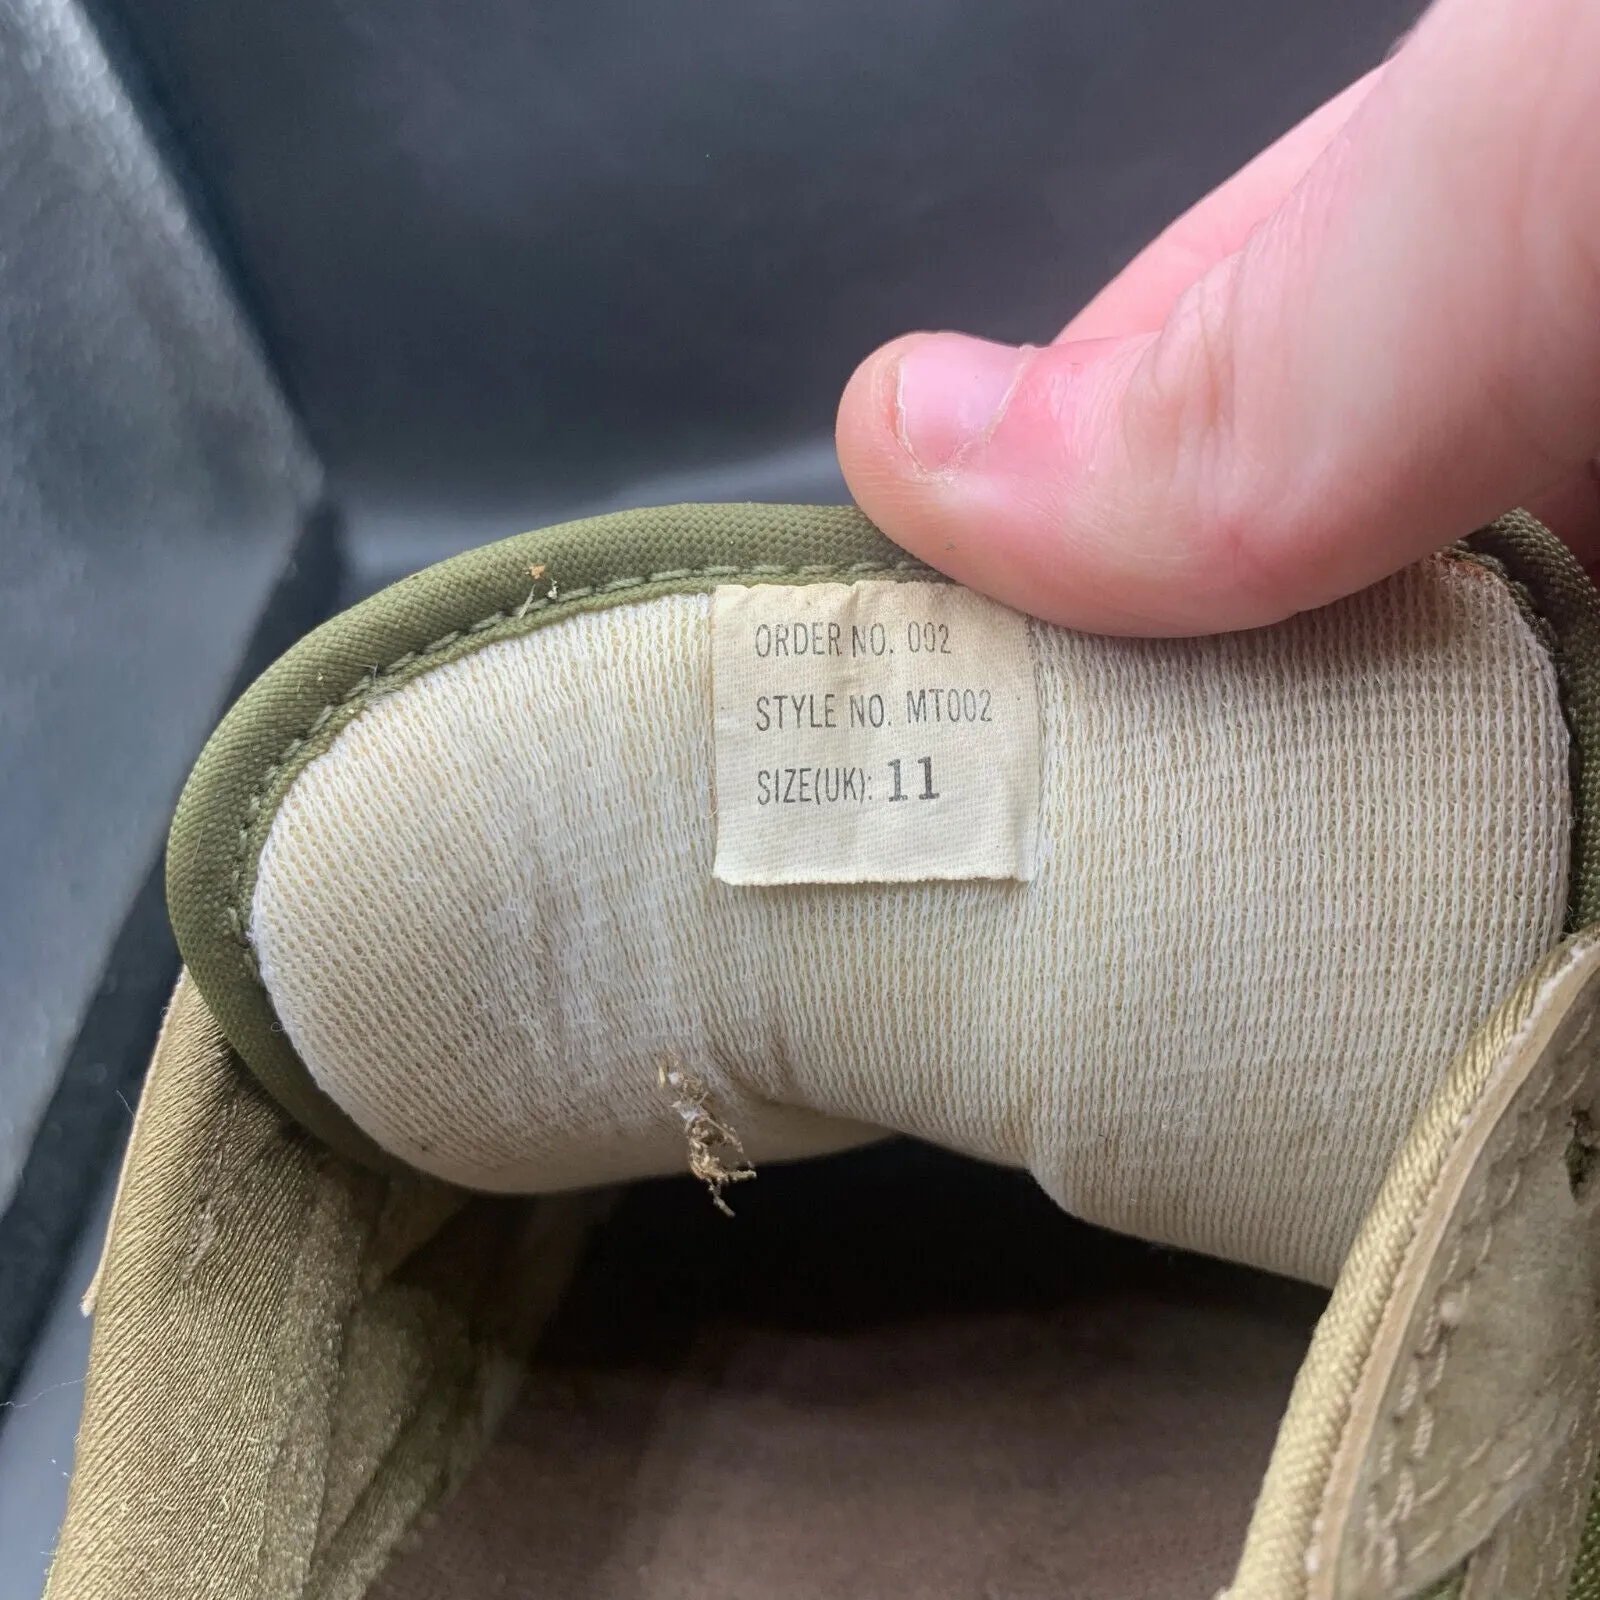 ORDER NO. 002
STYLE NO. MT002
SIZE(UK): 11